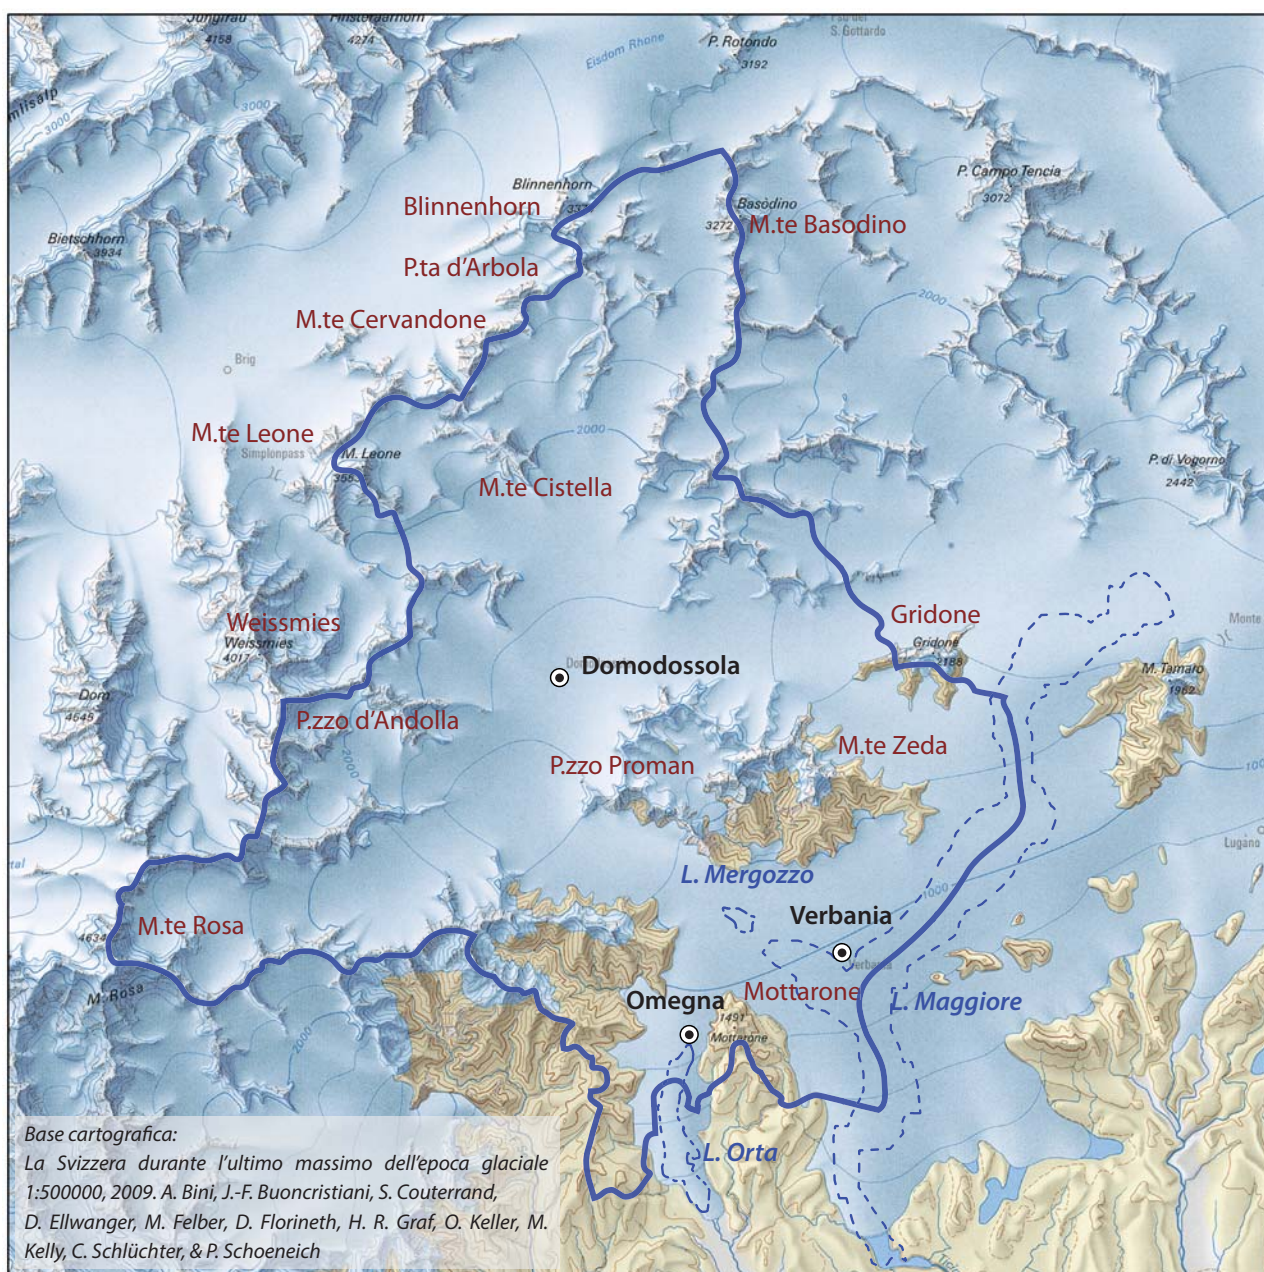 Jungfrau
4158
Finsteraarhorn
4274
Eisdom Rhone
P. Rotondo
3192
S. Gottardo
3000
3000
Blinnenhorn
Blinnenhorn
P. Campo Tencia
3072
Basòdino
3272
M.te Basodino
Bietschhorn
3934
P.ta d'Arbola
2000
M.te Cervandone
Brig
M.te Leone
Simplonpass
M. Leone
2000
P. di Vogorno
2442
M.te Cistella
Gridone
Gridone
2188
Weissmies
Weissmies
4017
Monte
Domodossola
M. Tamaro
1962
Dom
4545
P.zzo d'Andolla
2000
M.te Zeda
P.zzo Proman
Lugano
L. Mergozzo
1000
Verbania
Verbania
M.te Rosa
4634
M. Rosa
Mottarone
L. Maggiore
Omegna
1491
Mottarone
2000
L. Orta
Base cartografica:
La Svizzera durante l'ultimo massimo dell'epoca glaciale
1:500000, 2009. A. Bini, J.-F. Buoncristiani, S. Couterrand,
D. Ellwanger, M. Felber, D. Florineth, H. R. Graf, O. Keller, M.
Kelly, C. Schlüchter, & P. Schoeneich